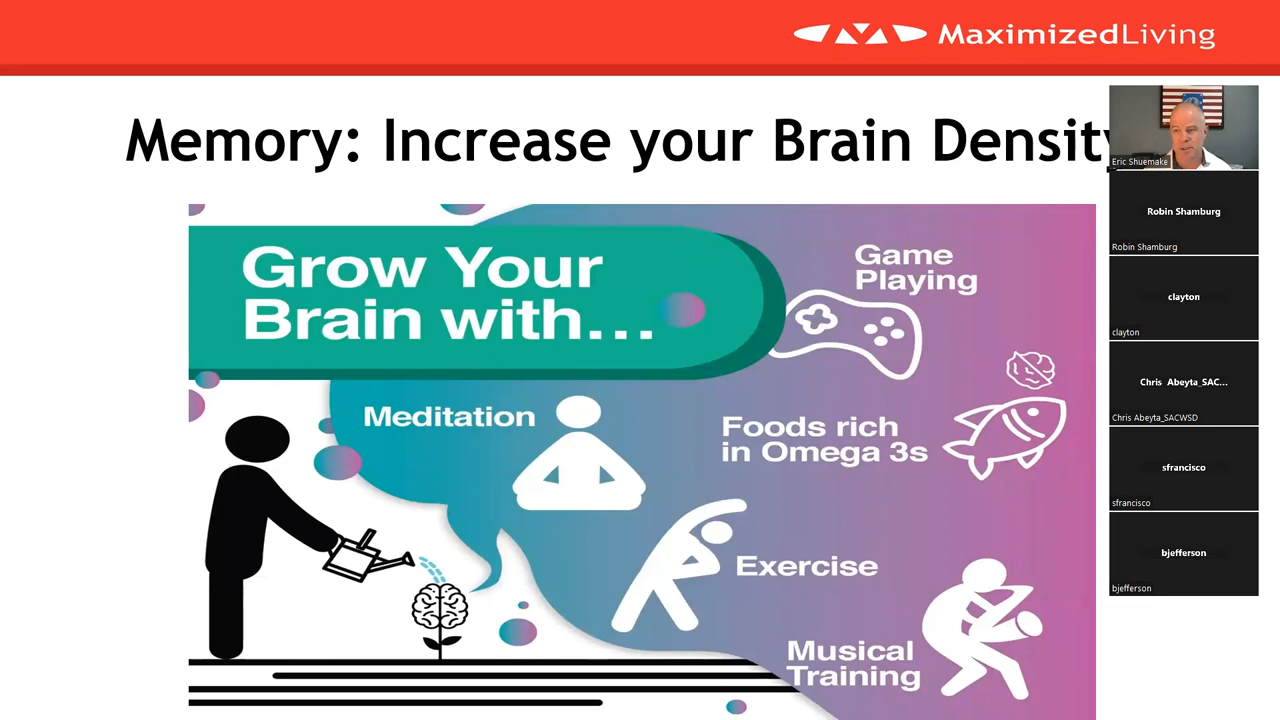 MaximizedLiving
Memory: Increase your Brain Density
Grow Your
Brain with...
Game
Playing
Meditation
Foods rich
in Omega 3s
Exercise
Musical
Training
Eric Shuemake
Robin Shamburg
Robin Shamburg
clayton
clayton
Chris Abeyta_SAC...
Chris Abeyta_SACWSD
sfrancisco
sfrancisco
bjefferson
bjefferson